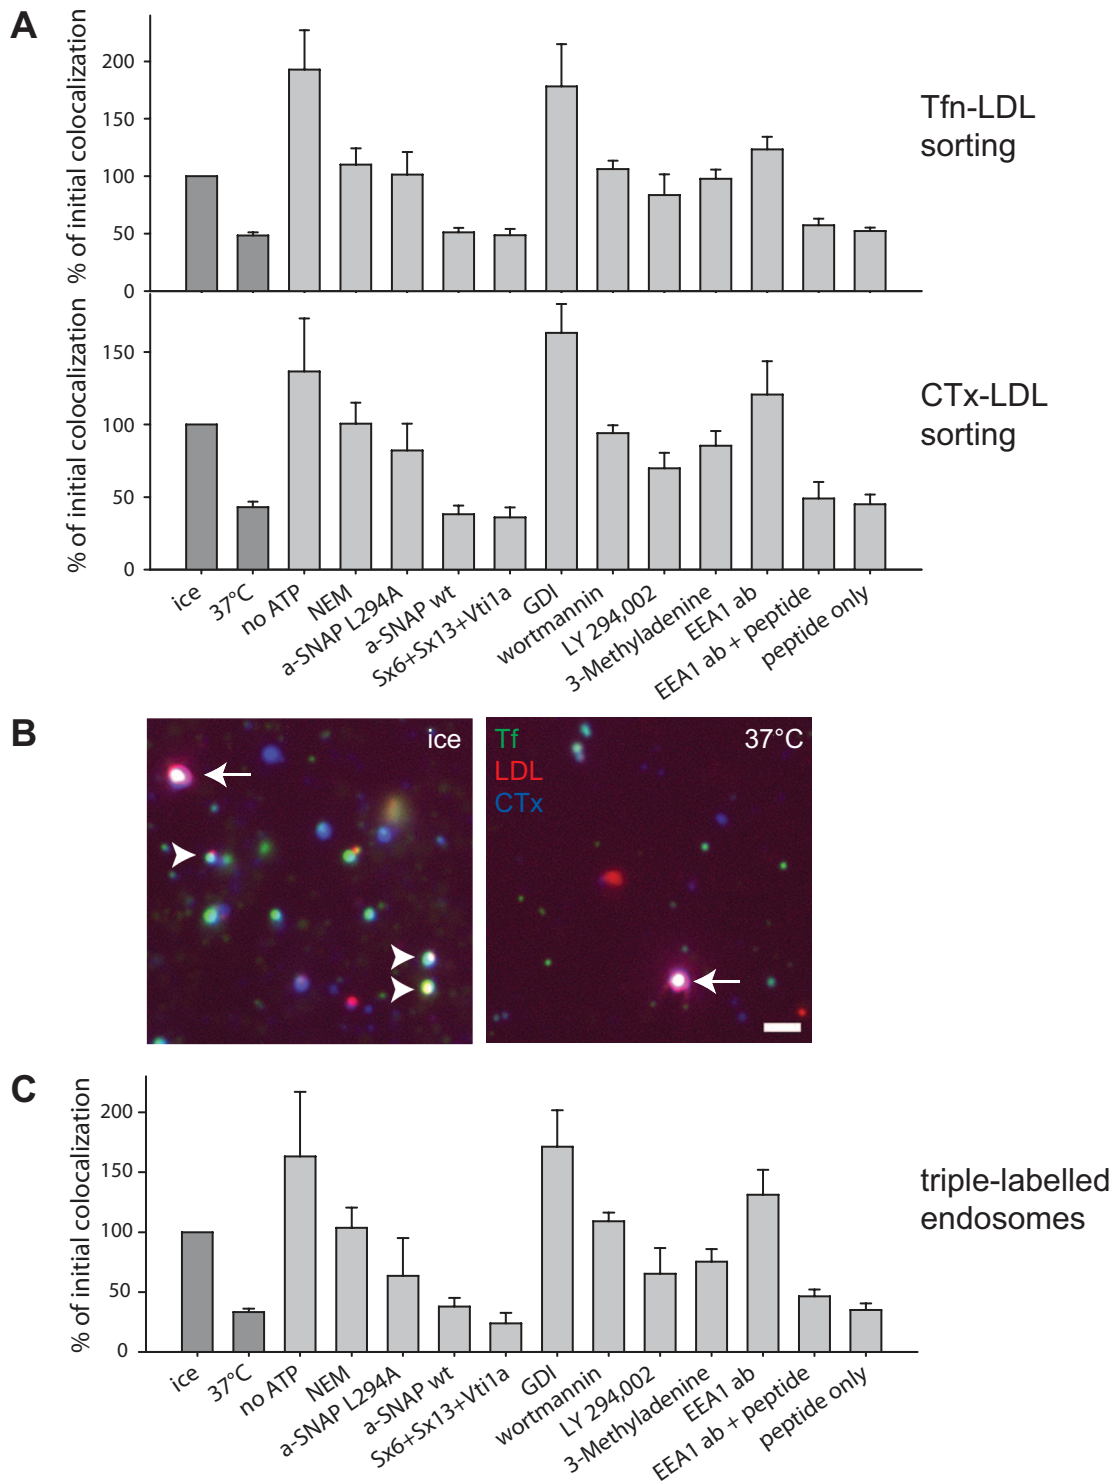 A
% of initial colocalization
200
150
100
50
0
Tfn-LDL
sorting
% of initial colocalization
150
100
50
0
CTx-LDL
sorting
ice
37°C
no ATP
NEM
a-SNAP L294A
a-SNAP wt
Sx6+Sx13+Vti1a
GDI
wortmannin
LY 294,002
3-Methyladenine
EEA1 ab
EEA1 ab + peptide
peptide only
B
ice
Tf
LDL
CTx
37°C
C
% of initial colocalization
200
150
100
50
0
triple-labelled
endosomes
ice
37°C
no ATP
NEM
a-SNAP L294A
a-SNAP wt
Sx6+Sx13+Vti1a
GDI
wortmannin
LY 294,002
3-Methyladenine
EEA1 ab
EEA1 ab + peptide
peptide only